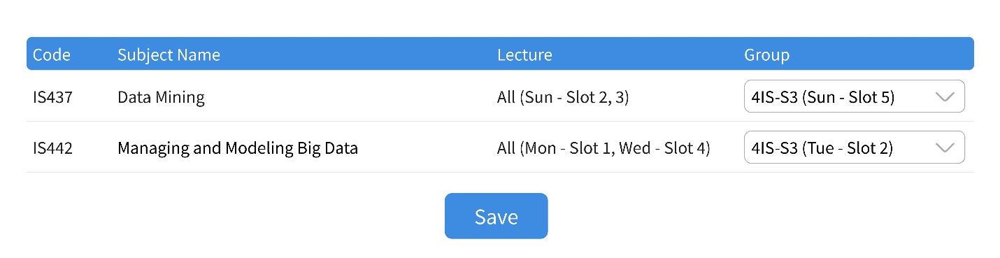 Code Subject Name Lecture Group
IS437 Data Mining All (Sun - Slot 2, 3) 4IS-S3 (Sun - Slot 5)
IS442 Managing and Modeling Big Data All (Mon - Slot 1, Wed - Slot 4) 4IS-S3 (Tue - Slot 2)
Save